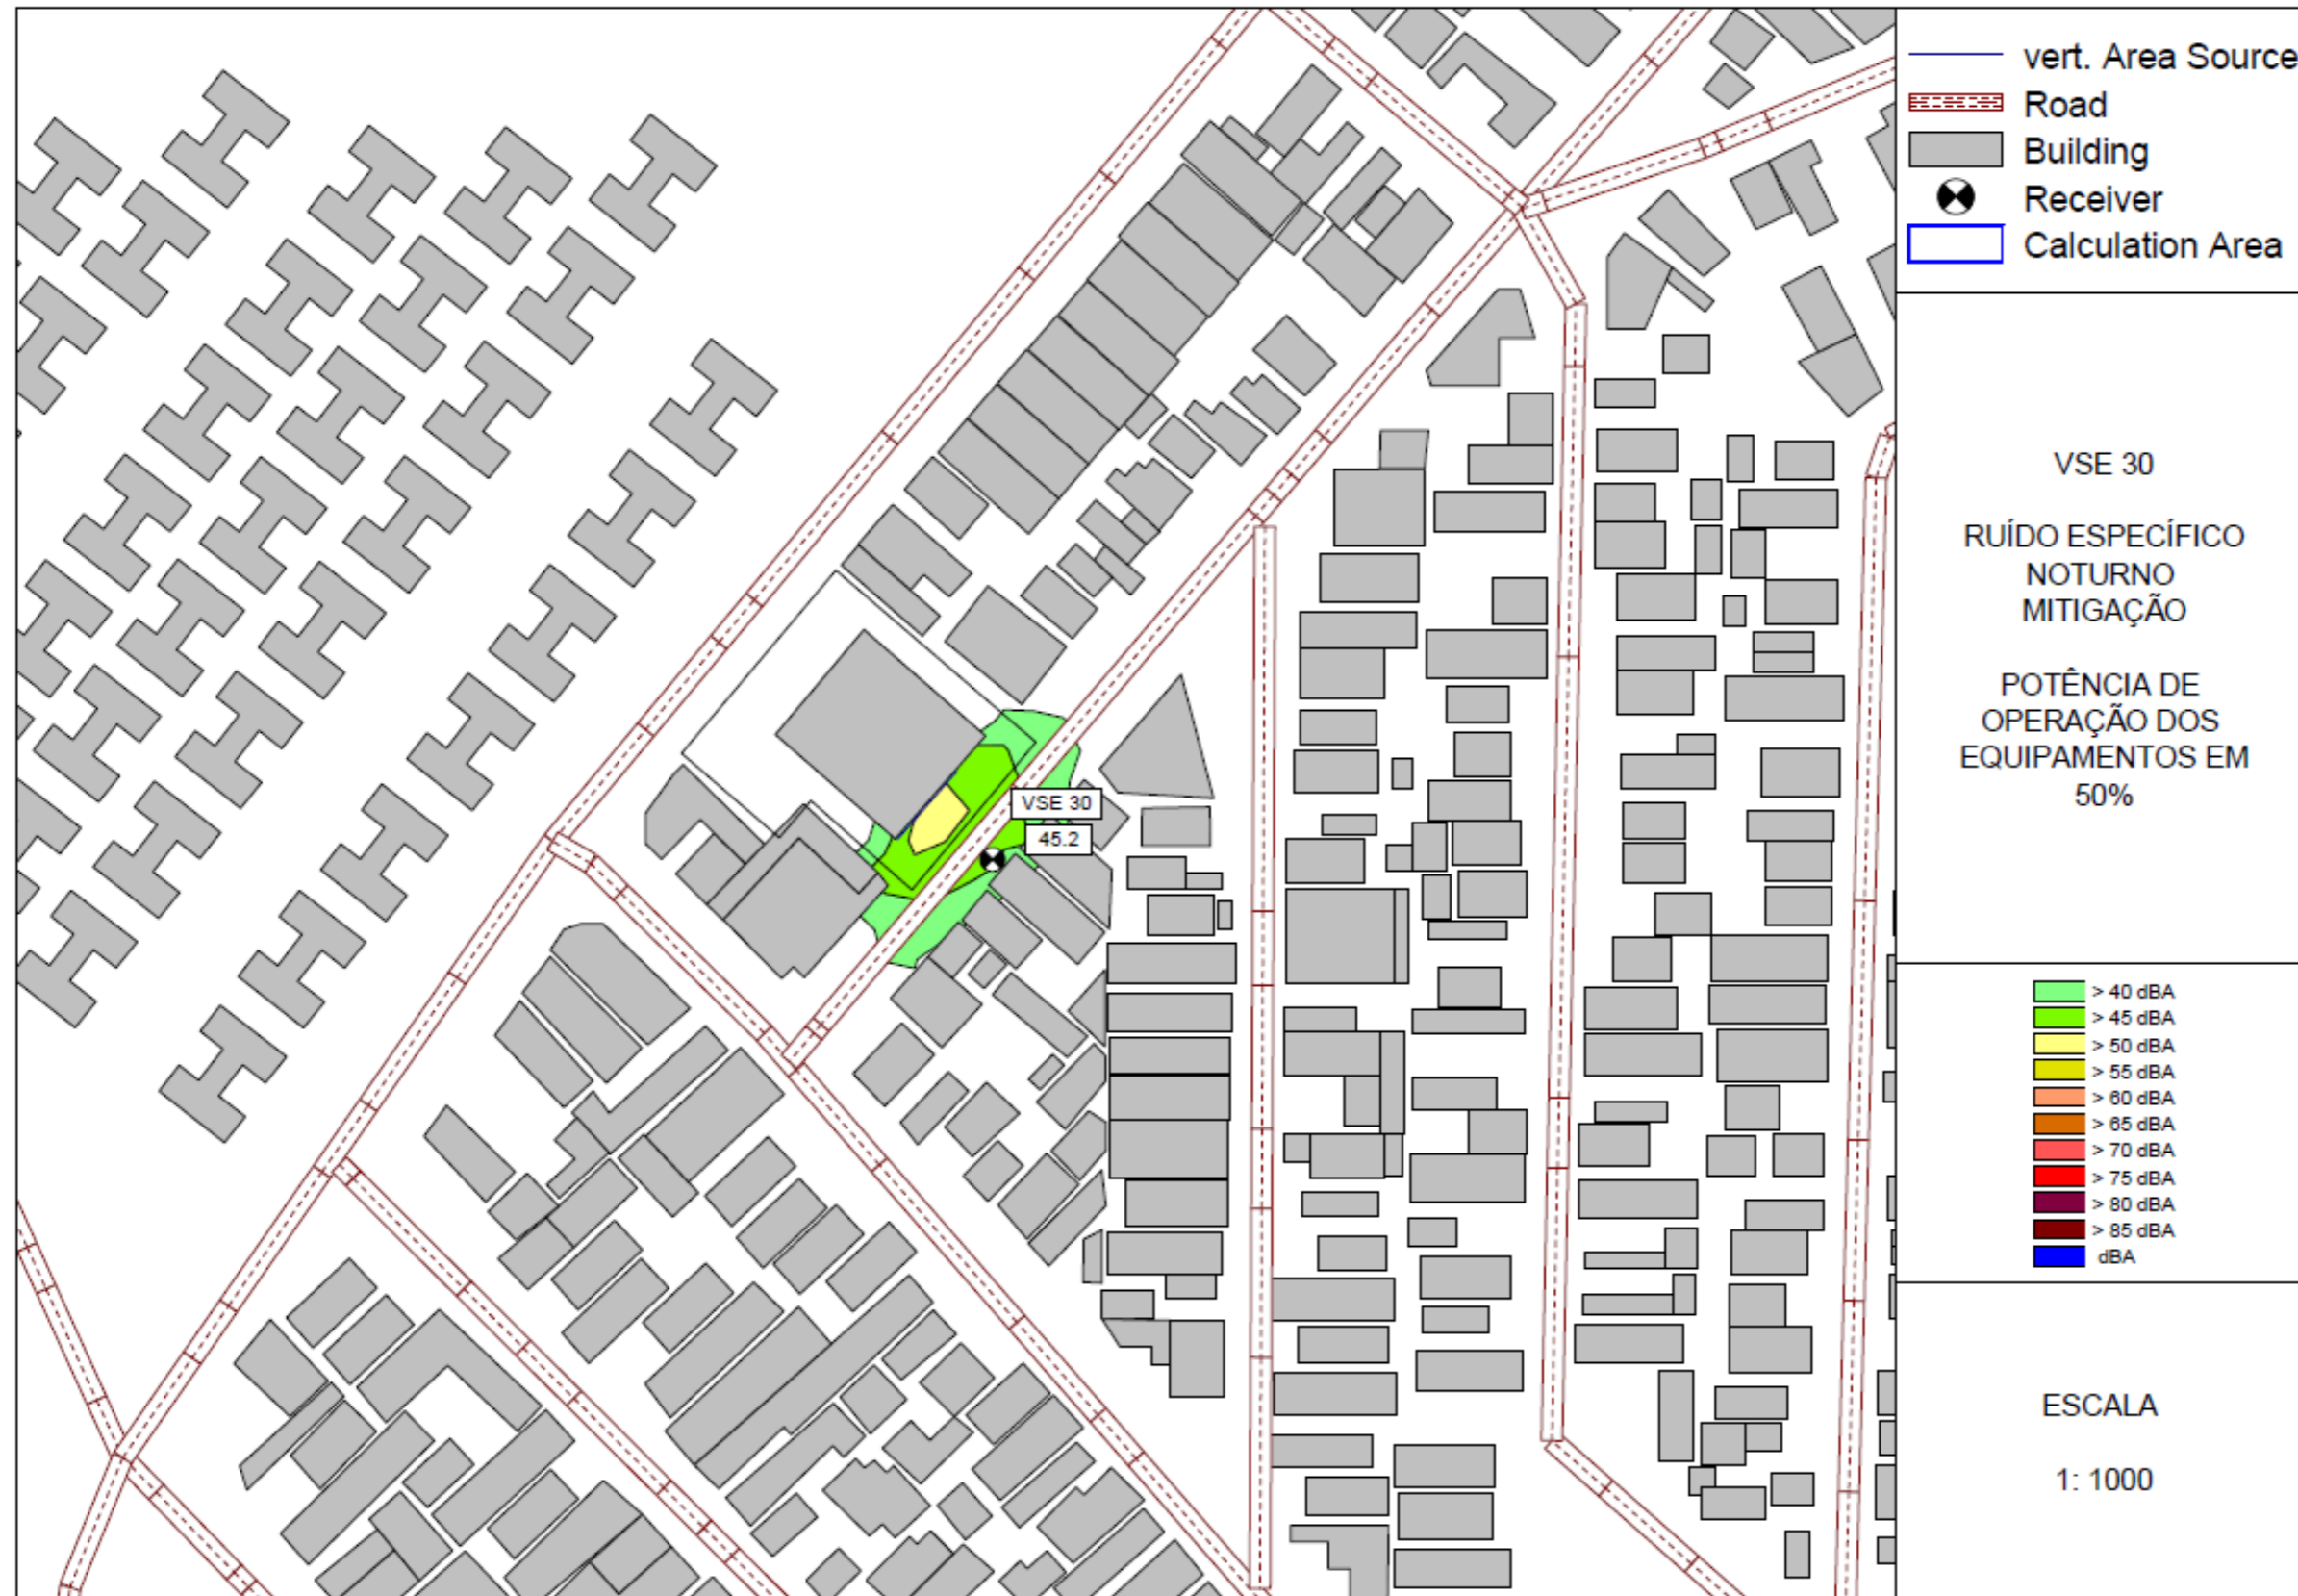 vert. Area Source
Road
Building
Receiver
Calculation Area
VSE 30
RUÍDO ESPECÍFICO
NOTURNO
MITIGAÇÃO
POTÊNCIA DE
OPERAÇÃO DOS
EQUIPAMENTOS EM
50%
VSE 30
45.2
> 40 dBA
> 45 dBA
> 50 dBA
> 55 dBA
> 60 dBA
> 65 dBA
> 70 dBA
> 75 dBA
> 80 dBA
> 85 dBA
dBA
ESCALA
1: 1000